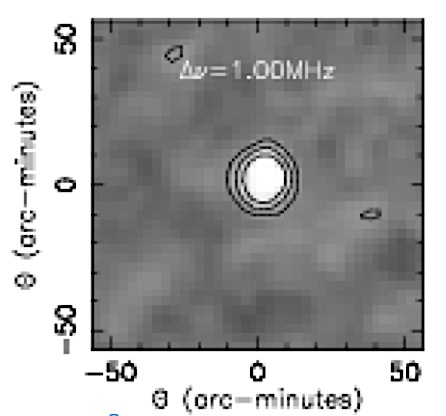 50
Δν=1.00MHz
0
Θ (arc-minutes)
-50
-50 0 50
Θ (arc-minutes)